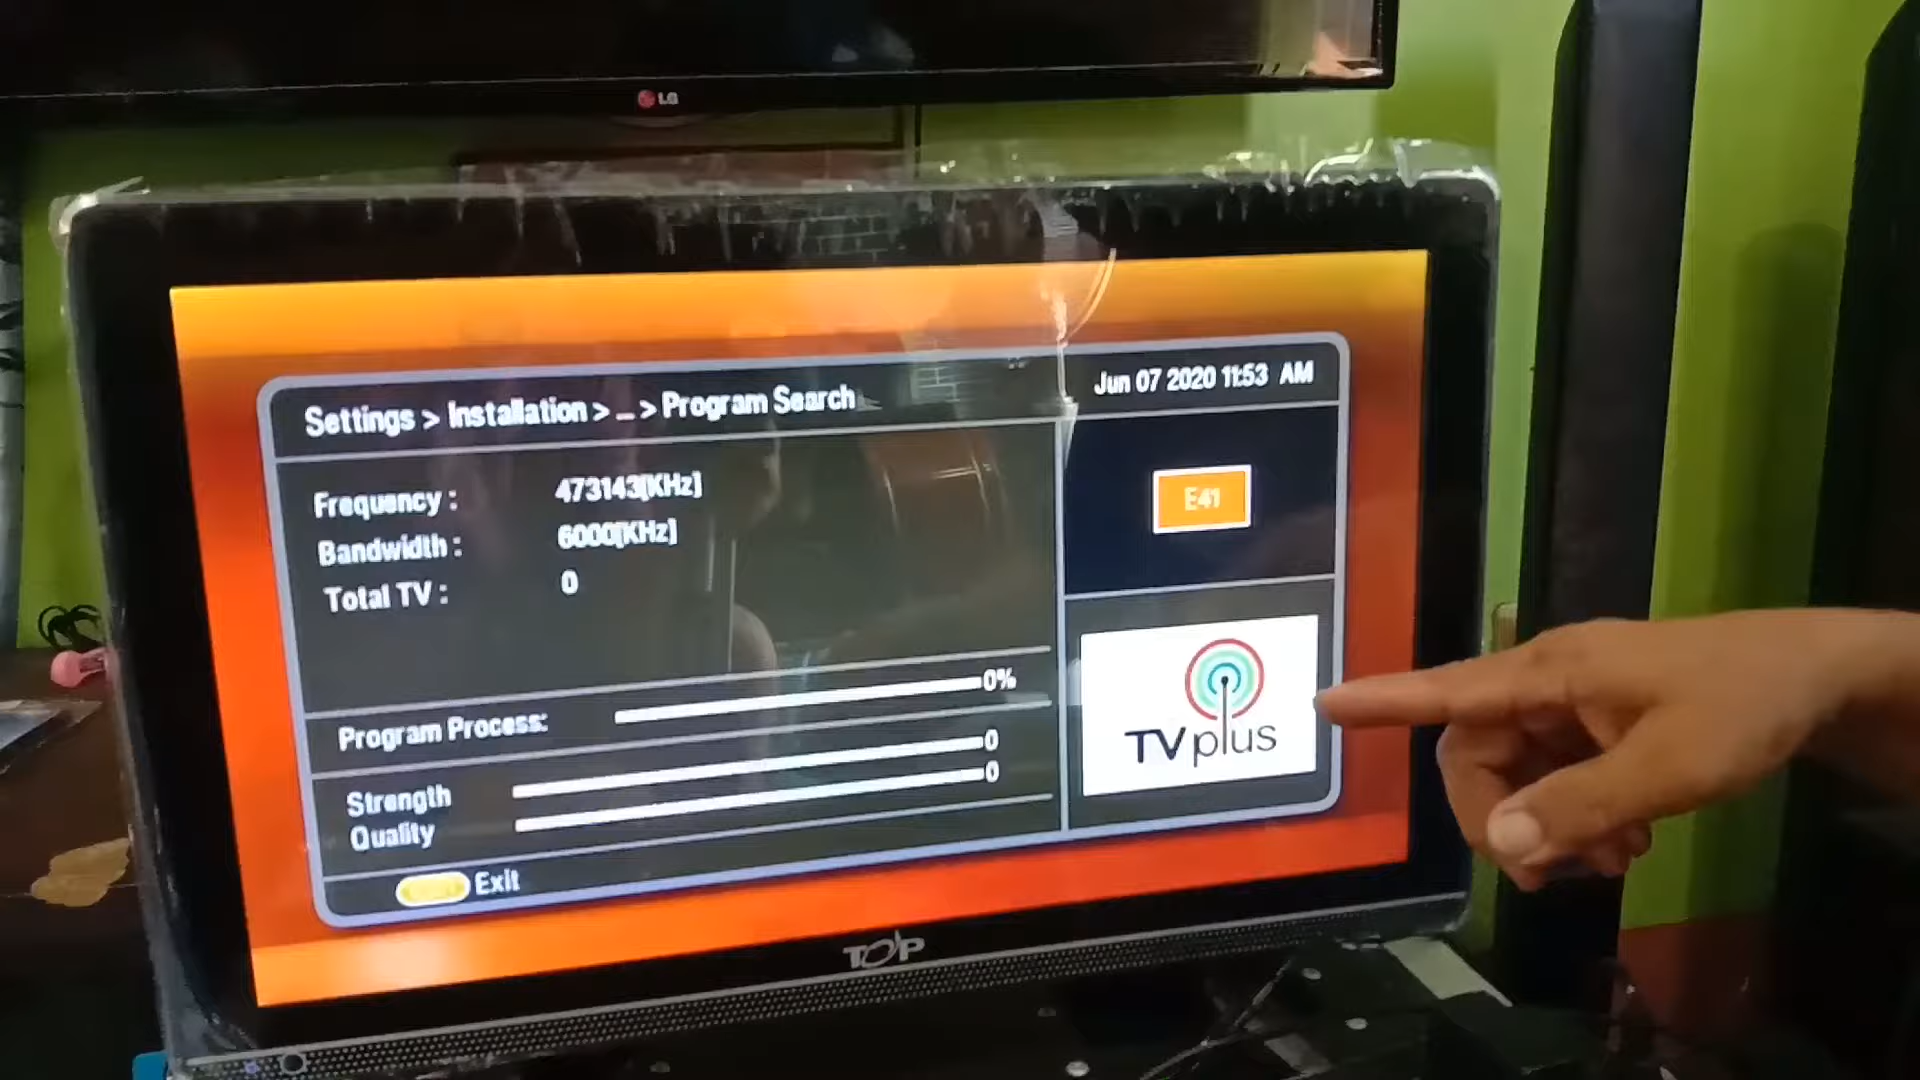 LG
Settings > Installation > ... > Program Search
Jun 07 2020 11:53 AM
Frequency : 473143[KHz]
Bandwidth : 6000[KHz]
Total TV : 0
E41
Program Process: 0%
Strength 0
Quality 0
TVplus
Exit
TOP